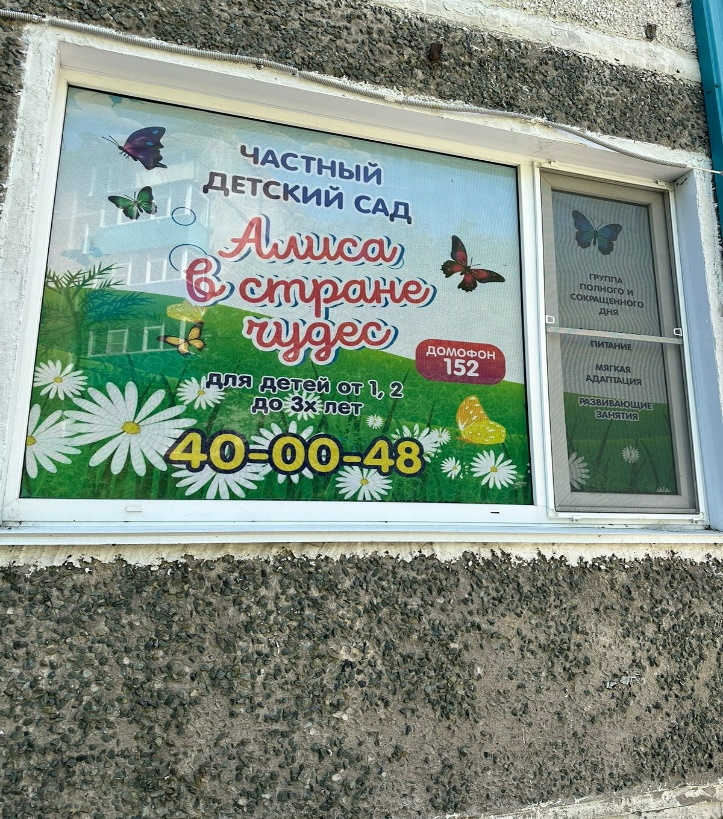 ЧАСТНЫЙ
ДЕТСКИЙ САД
Алиса
в стране
чудес
ДОМОФОН
152
для детей от 1, 2
до 3х лет
40-00-48
ГРУППА
ПОЛНОГО И
СОКРАЩЕННОГО
ДНЯ
ПИТАНИЕ
МЯГКАЯ
АДАПТАЦИЯ
РАЗВИВАЮЩИЕ
ЗАНЯТИЯ